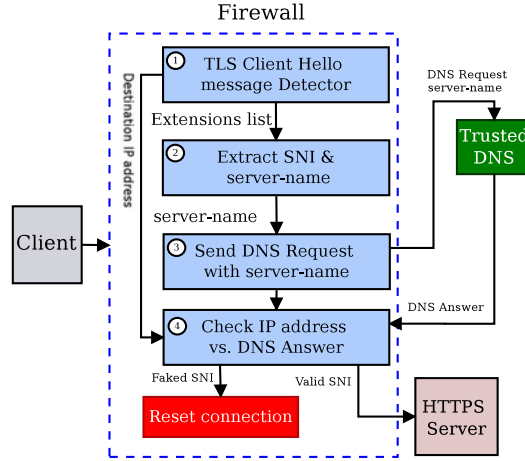 Firewall
1
TLS Client Hello
message Detector
Destination IP address
Extensions list
DNS Request
server-name
2
Extract SNI &
server-name
Trusted
DNS
server-name
Client
3
Send DNS Request
with server-name
DNS Answer
4
Check IP address
vs. DNS Answer
Faked SNI
Valid SNI
Reset connection
HTTPS
Server